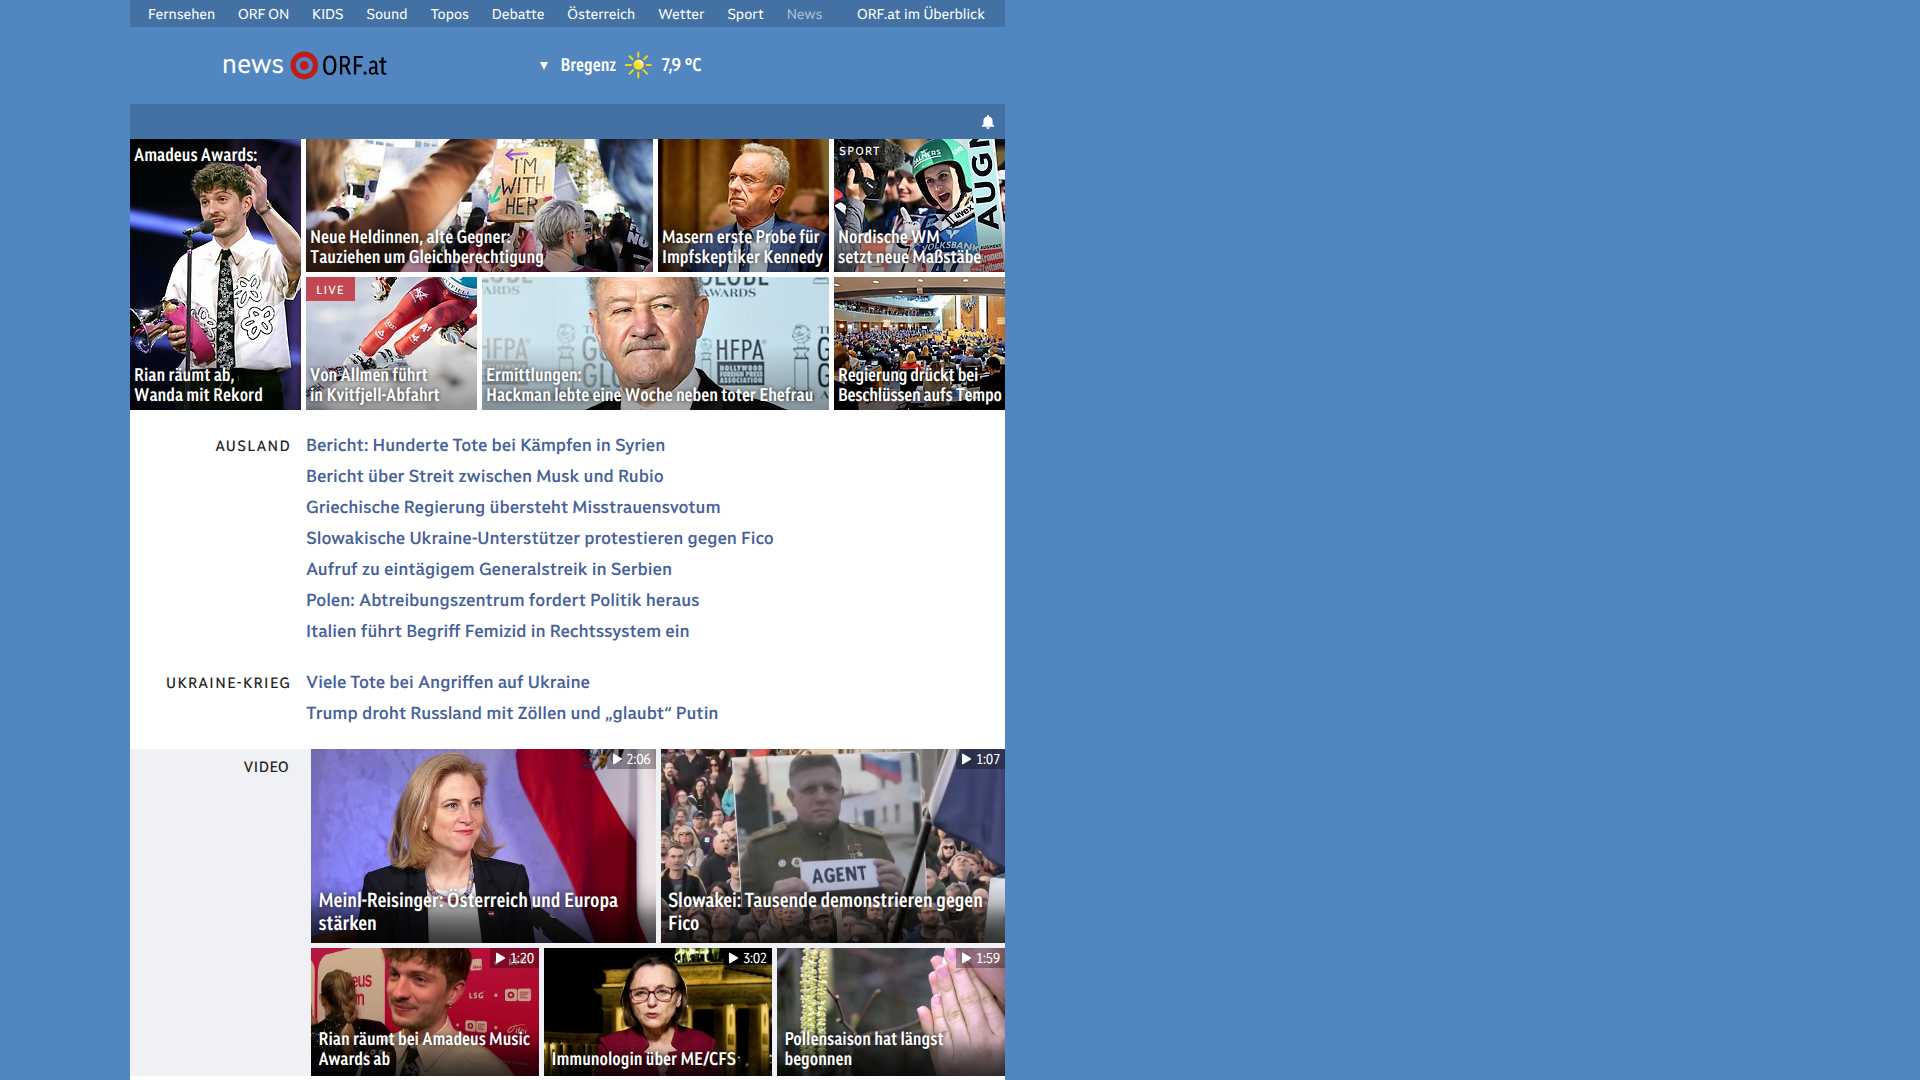 Fernsehen ORF ON KIDS Sound Topos Debatte Österreich Wetter Sport News ORF.at im Überblick
news ORF.at
▼ Bregenz 7,9 °C
Amadeus Awards:
Rian räumt ab,
Wanda mit Rekord
I'M
WITH
HER
Neue Heldinnen, alte Gegner:
Tauziehen um Gleichberechtigung
Masern erste Probe für
Impfskeptiker Kennedy
SPORT
Nordische WM
setzt neue Maßstäbe
LIVE
Von Allmen führt
in Kvitfjell-Abfahrt
HFPA
HOLLYWOOD
FOREIGN PRESS
ASSOCIATION
Ermittlungen:
Hackman lebte eine Woche neben toter Ehefrau
Regierung drückt bei
Beschlüssen aufs Tempo
AUSLAND
Bericht: Hunderte Tote bei Kämpfen in Syrien
Bericht über Streit zwischen Musk und Rubio
Griechische Regierung übersteht Misstrauensvotum
Slowakische Ukraine-Unterstützer protestieren gegen Fico
Aufruf zu eintägigem Generalstreik in Serbien
Polen: Abtreibungszentrum fordert Politik heraus
Italien führt Begriff Femizid in Rechtssystem ein
UKRAINE-KRIEG
Viele Tote bei Angriffen auf Ukraine
Trump droht Russland mit Zöllen und „glaubt“ Putin
VIDEO
2:06
Meinl-Reisinger: Österreich und Europa
stärken
1:07
AGENT
Slowakei: Tausende demonstrieren gegen
Fico
1:20
Rian räumt bei Amadeus Music
Awards ab
3:02
Immunologin über ME/CFS
1:59
Pollensaison hat längst
begonnen